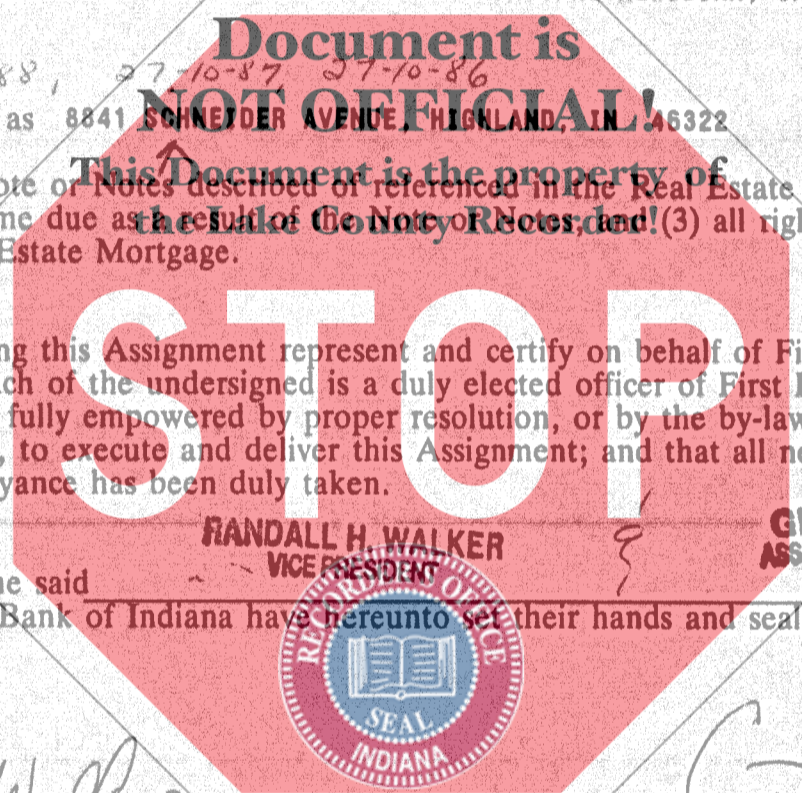 Document is
88, 27-10-87, 27-10-86
NOT OFFICIAL!
as 8841 SCHNEIDER AVENUE, HIGHLAND, IN 46322
This Document is the property of
ote or Notes described or referenced in the Real Estate
the Lake County Recorder!
me due as a result of the Note or Notes, and (3) all righ
Estate Mortgage.
STOP
ng this Assignment represent and certify on behalf of Fi
ch of the undersigned is a duly elected officer of First
fully empowered by proper resolution, or by the by-law
, to execute and deliver this Assignment; and that all ne
yance has been duly taken.
RANDALL H. WALKER
VICE PRESIDENT
ASS
he said
Bank of Indiana have hereunto set their hands and seal
RECORDER'S OFFICE
SEAL
INDIANA